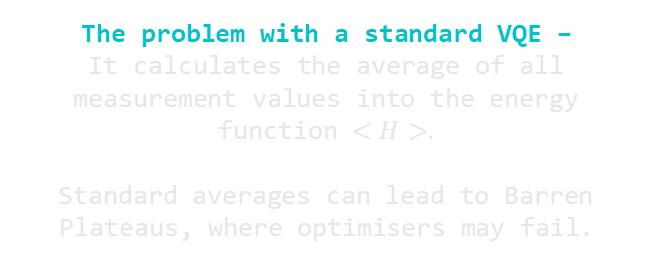 The problem with a standard VQE –
It calculates the average of all
measurement values into the energy
function < H >.
Standard averages can lead to Barren
Plateaus, where optimisers may fail.